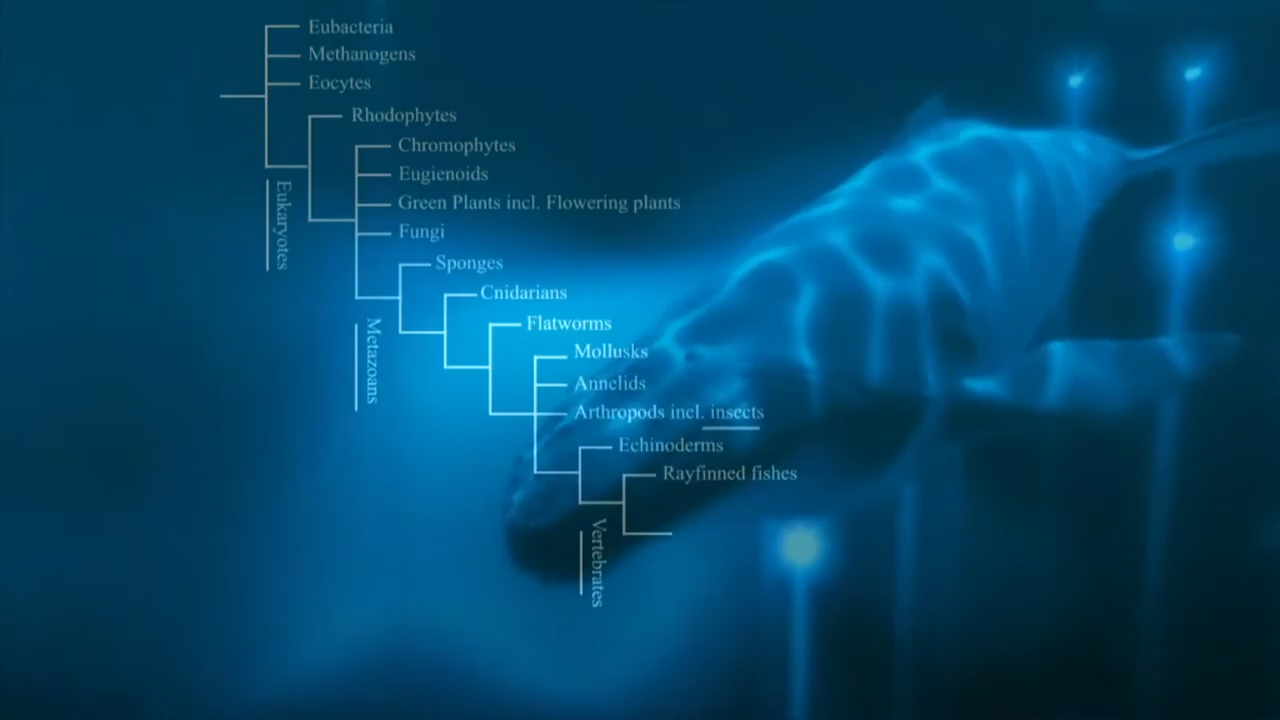 Eubacteria
Methanogens
Eocytes
Rhodophytes
Chromophytes
Eugienoids
Green Plants incl. Flowering plants
Fungi
Eukaryotes
Sponges
Cnidarians
Flatworms
Metazoans
Mollusks
Annelids
Arthropods incl. insects
Echinoderms
Rayfinned fishes
Vertebrates